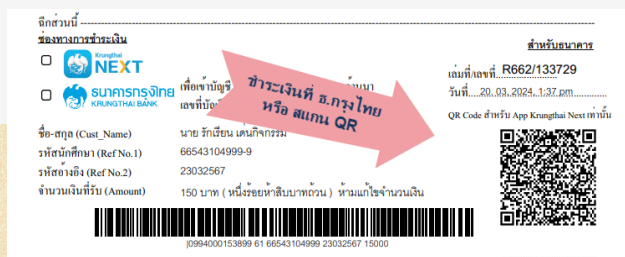 ฉีกส่วนนี้
ช่องทางการชำระเงิน
สำหรับธนาคาร
Krungthai
NEXT
เล่มที่/เลขที่ R662/133729
ธนาคารกรุงไทย
KRUNGTHAI BANK
เพื่อเข้าบัญชี
เลขที่บัญชี
ชำระเงินที่ ธ.กรุงไทย
หรือ สแกน QR
วันที่ 20, 03, 2024, 1:37 pm
QR Code สำหรับ App Krungthai Next เท่านั้น
ชื่อ-สกุล (Cust_Name) นาย รักเรียน เด่นกิจกรรม
รหัสนักศึกษา (Ref No.1) 66543104999-9
รหัสอ้างอิง (Ref No.2) 23032567
จำนวนเงินที่รับ (Amount) 150 บาท ( หนึ่งร้อยห้าสิบบาทถ้วน ) ห้ามแก้ไขจำนวนเงิน
|0994000153899 61 66543104999 23032567 15000